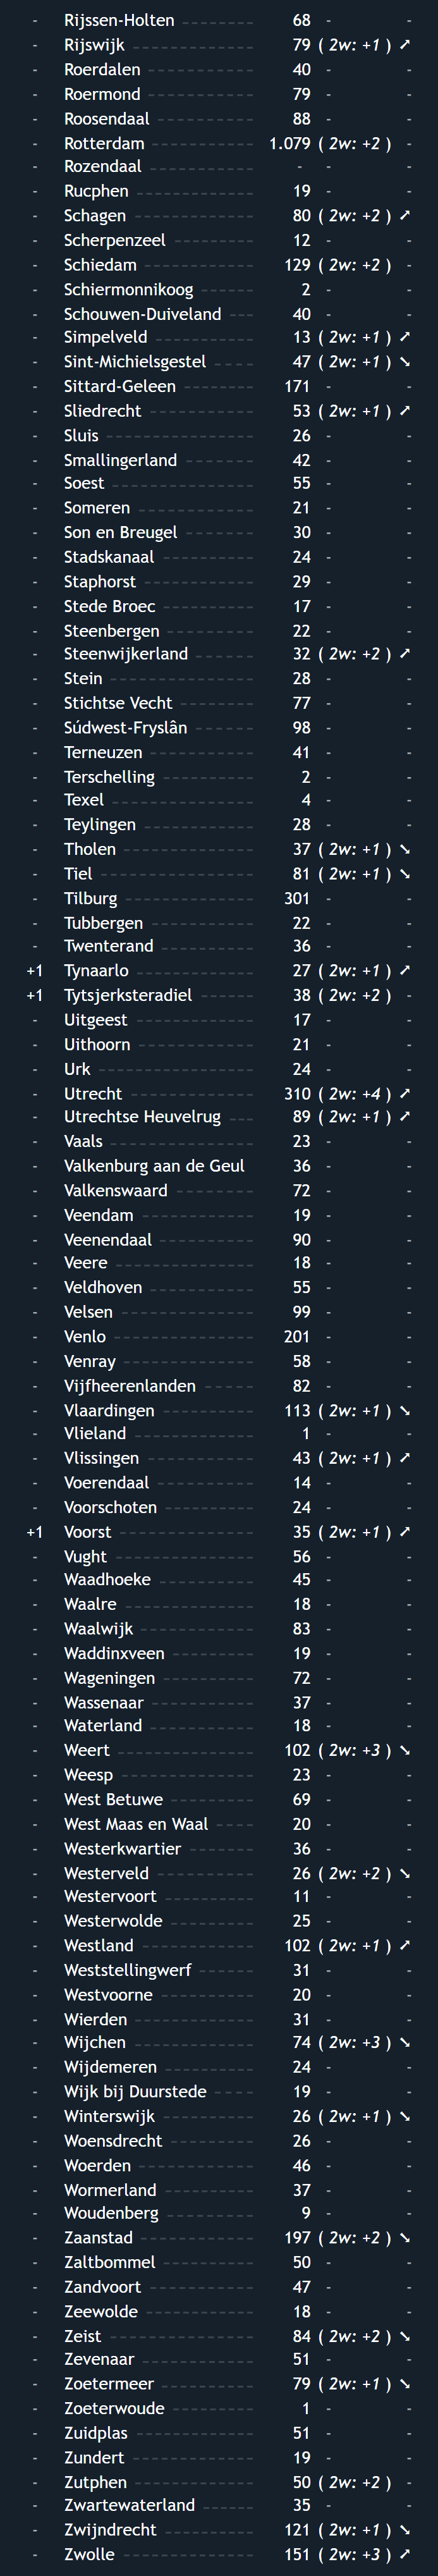 - Rijssen-Holten 68 - -
- Rijswijk 79 ( 2w: +1 ) ➚
- Roerdalen 40 - -
- Roermond 79 - -
- Roosendaal 88 - -
- Rotterdam 1.079 ( 2w: +2 ) -
- Rozendaal - - -
- Rucphen 19 - -
- Schagen 80 ( 2w: +2 ) ➚
- Scherpenzeel 12 - -
- Schiedam 129 ( 2w: +2 ) -
- Schiermonnikoog 2 - -
- Schouwen-Duiveland 40 - -
- Simpelveld 13 ( 2w: +1 ) ➚
- Sint-Michielsgestel 47 ( 2w: +1 ) ➘
- Sittard-Geleen 171 - -
- Sliedrecht 53 ( 2w: +1 ) ➚
- Sluis 26 - -
- Smallingerland 42 - -
- Soest 55 - -
- Someren 21 - -
- Son en Breugel 30 - -
- Stadskanaal 24 - -
- Staphorst 29 - -
- Stede Broec 17 - -
- Steenbergen 22 - -
- Steenwijkerland 32 ( 2w: +2 ) ➚
- Stein 28 - -
- Stichtse Vecht 77 - -
- Súdwest-Fryslân 98 - -
- Terneuzen 41 - -
- Terschelling 2 - -
- Texel 4 - -
- Teylingen 28 - -
- Tholen 37 ( 2w: +1 ) ➘
- Tiel 81 ( 2w: +1 ) ➘
- Tilburg 301 - -
- Tubbergen 22 - -
- Twenterand 36 - -
+1 Tynaarlo 27 ( 2w: +1 ) ➚
+1 Tytsjerksteradiel 38 ( 2w: +2 ) -
- Uitgeest 17 - -
- Uithoorn 21 - -
- Urk 24 - -
- Utrecht 310 ( 2w: +4 ) ➚
- Utrechtse Heuvelrug 89 ( 2w: +1 ) ➚
- Vaals 23 - -
- Valkenburg aan de Geul 36 - -
- Valkenswaard 72 - -
- Veendam 19 - -
- Veenendaal 90 - -
- Veere 18 - -
- Veldhoven 55 - -
- Velsen 99 - -
- Venlo 201 - -
- Venray 58 - -
- Vijfheerenlanden 82 - -
- Vlaardingen 113 ( 2w: +1 ) ➘
- Vlieland 1 - -
- Vlissingen 43 ( 2w: +1 ) ➚
- Voerendaal 14 - -
- Voorschoten 24 - -
+1 Voorst 35 ( 2w: +1 ) ➚
- Vught 56 - -
- Waadhoeke 45 - -
- Waalre 18 - -
- Waalwijk 83 - -
- Waddinxveen 19 - -
- Wageningen 72 - -
- Wassenaar 37 - -
- Waterland 18 - -
- Weert 102 ( 2w: +3 ) ➘
- Weesp 23 - -
- West Betuwe 69 - -
- West Maas en Waal 20 - -
- Westerkwartier 36 - -
- Westerveld 26 ( 2w: +2 ) ➘
- Westervoort 11 - -
- Westerwolde 25 - -
- Westland 102 ( 2w: +1 ) ➚
- Weststellingwerf 31 - -
- Westvoorne 20 - -
- Wierden 31 - -
- Wijchen 74 ( 2w: +3 ) ➘
- Wijdemeren 24 - -
- Wijk bij Duurstede 19 - -
- Winterswijk 26 ( 2w: +1 ) ➘
- Woensdrecht 26 - -
- Woerden 46 - -
- Wormerland 37 - -
- Woudenberg 9 - -
- Zaanstad 197 ( 2w: +2 ) ➘
- Zaltbommel 50 - -
- Zandvoort 47 - -
- Zeewolde 18 - -
- Zeist 84 ( 2w: +2 ) ➘
- Zevenaar 51 - -
- Zoetermeer 79 ( 2w: +1 ) ➘
- Zoeterwoude 1 - -
- Zuidplas 51 - -
- Zundert 19 - -
- Zutphen 50 ( 2w: +2 ) -
- Zwartewaterland 35 - -
- Zwijndrecht 121 ( 2w: +1 ) ➘
- Zwolle 151 ( 2w: +3 ) ➚